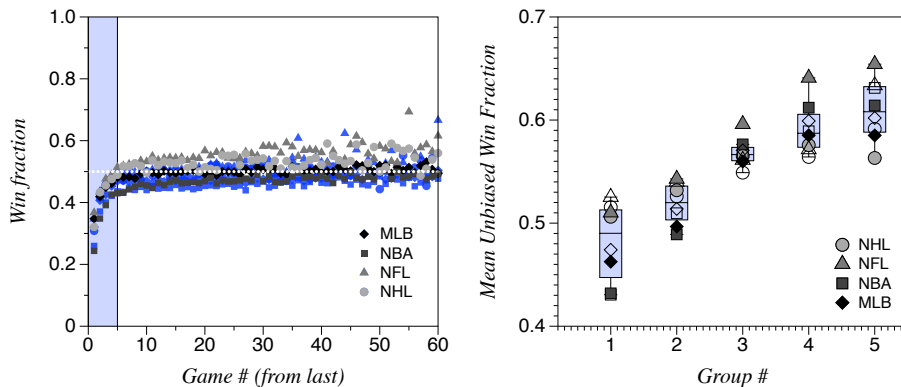 Win fraction
1.0
0.8
0.6
0.4
0.2
0
0 10 20 30 40 50 60
Game # (from last)
MLB
NBA
NFL
NHL
Mean Unbiased Win Fraction
0.7
0.6
0.5
0.4
1 2 3 4 5
Group #
NHL
NFL
NBA
MLB